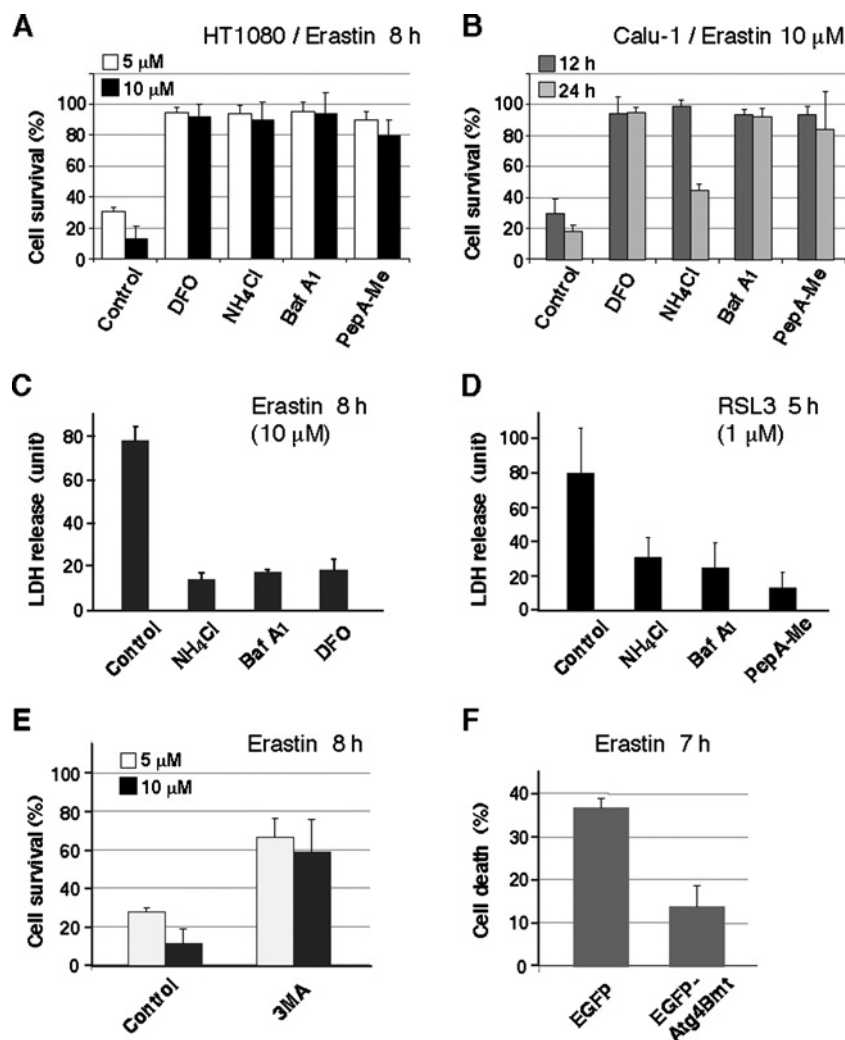 A
HT1080 / Erastin 8 h
5 µM
10 µM
Cell survival (%)
100
80
60
40
20
0
Control
DFO
NH4Cl
Baf A1
PepA-Me
B
Calu-1 / Erastin 10 µM
12 h
24 h
Cell survival (%)
100
80
60
40
20
0
Control
DFO
NH4Cl
Baf A1
PepA-Me
C
Erastin 8 h
(10 µM)
LDH release (unit)
80
60
40
20
0
Control
NH4Cl
Baf A1
DFO
D
RSL3 5 h
(1 µM)
LDH release (unit)
100
80
60
40
20
0
Control
NH4Cl
Baf A1
PepA-Me
E
Erastin 8 h
5 µM
10 µM
Cell survival (%)
100
80
60
40
20
0
Control
3MA
F
Erastin 7 h
Cell death (%)
40
30
20
10
0
EGFP
EGFP-
Atg4Bmt